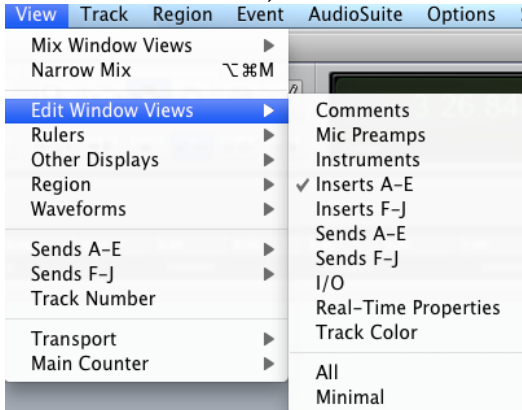 View Track Region Event AudioSuite Options
Mix Window Views
Narrow Mix ⌥⌘M
Edit Window Views
Rulers
Other Displays
Region
Waveforms
Sends A-E
Sends F-J
Track Number
Transport
Main Counter
Comments
Mic Preamps
Instruments
Inserts A-E
Inserts F-J
Sends A-E
Sends F-J
I/O
Real-Time Properties
Track Color
All
Minimal